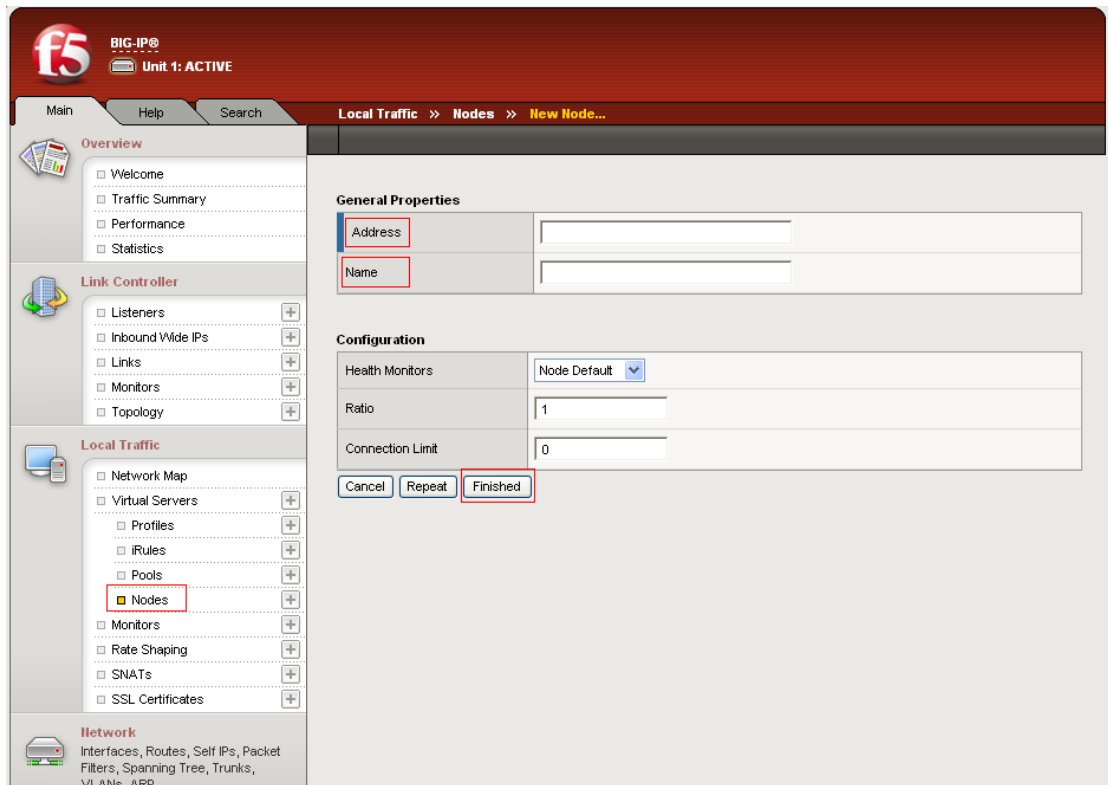 f5
BIG-IP®
Unit 1: ACTIVE
Main
Help
Search
Local Traffic » Nodes » New Node...
Overview
Welcome
Traffic Summary
Performance
Statistics
Link Controller
Listeners
Inbound Wide IPs
Links
Monitors
Topology
Local Traffic
Network Map
Virtual Servers
Profiles
iRules
Pools
Nodes
Monitors
Rate Shaping
SNATs
SSL Certificates
Network
Interfaces, Routes, Self IPs, Packet
Filters, Spanning Tree, Trunks,
VLANs, ARP
General Properties
Address
Name
Configuration
Health Monitors Node Default
Ratio 1
Connection Limit 0
Cancel Repeat Finished